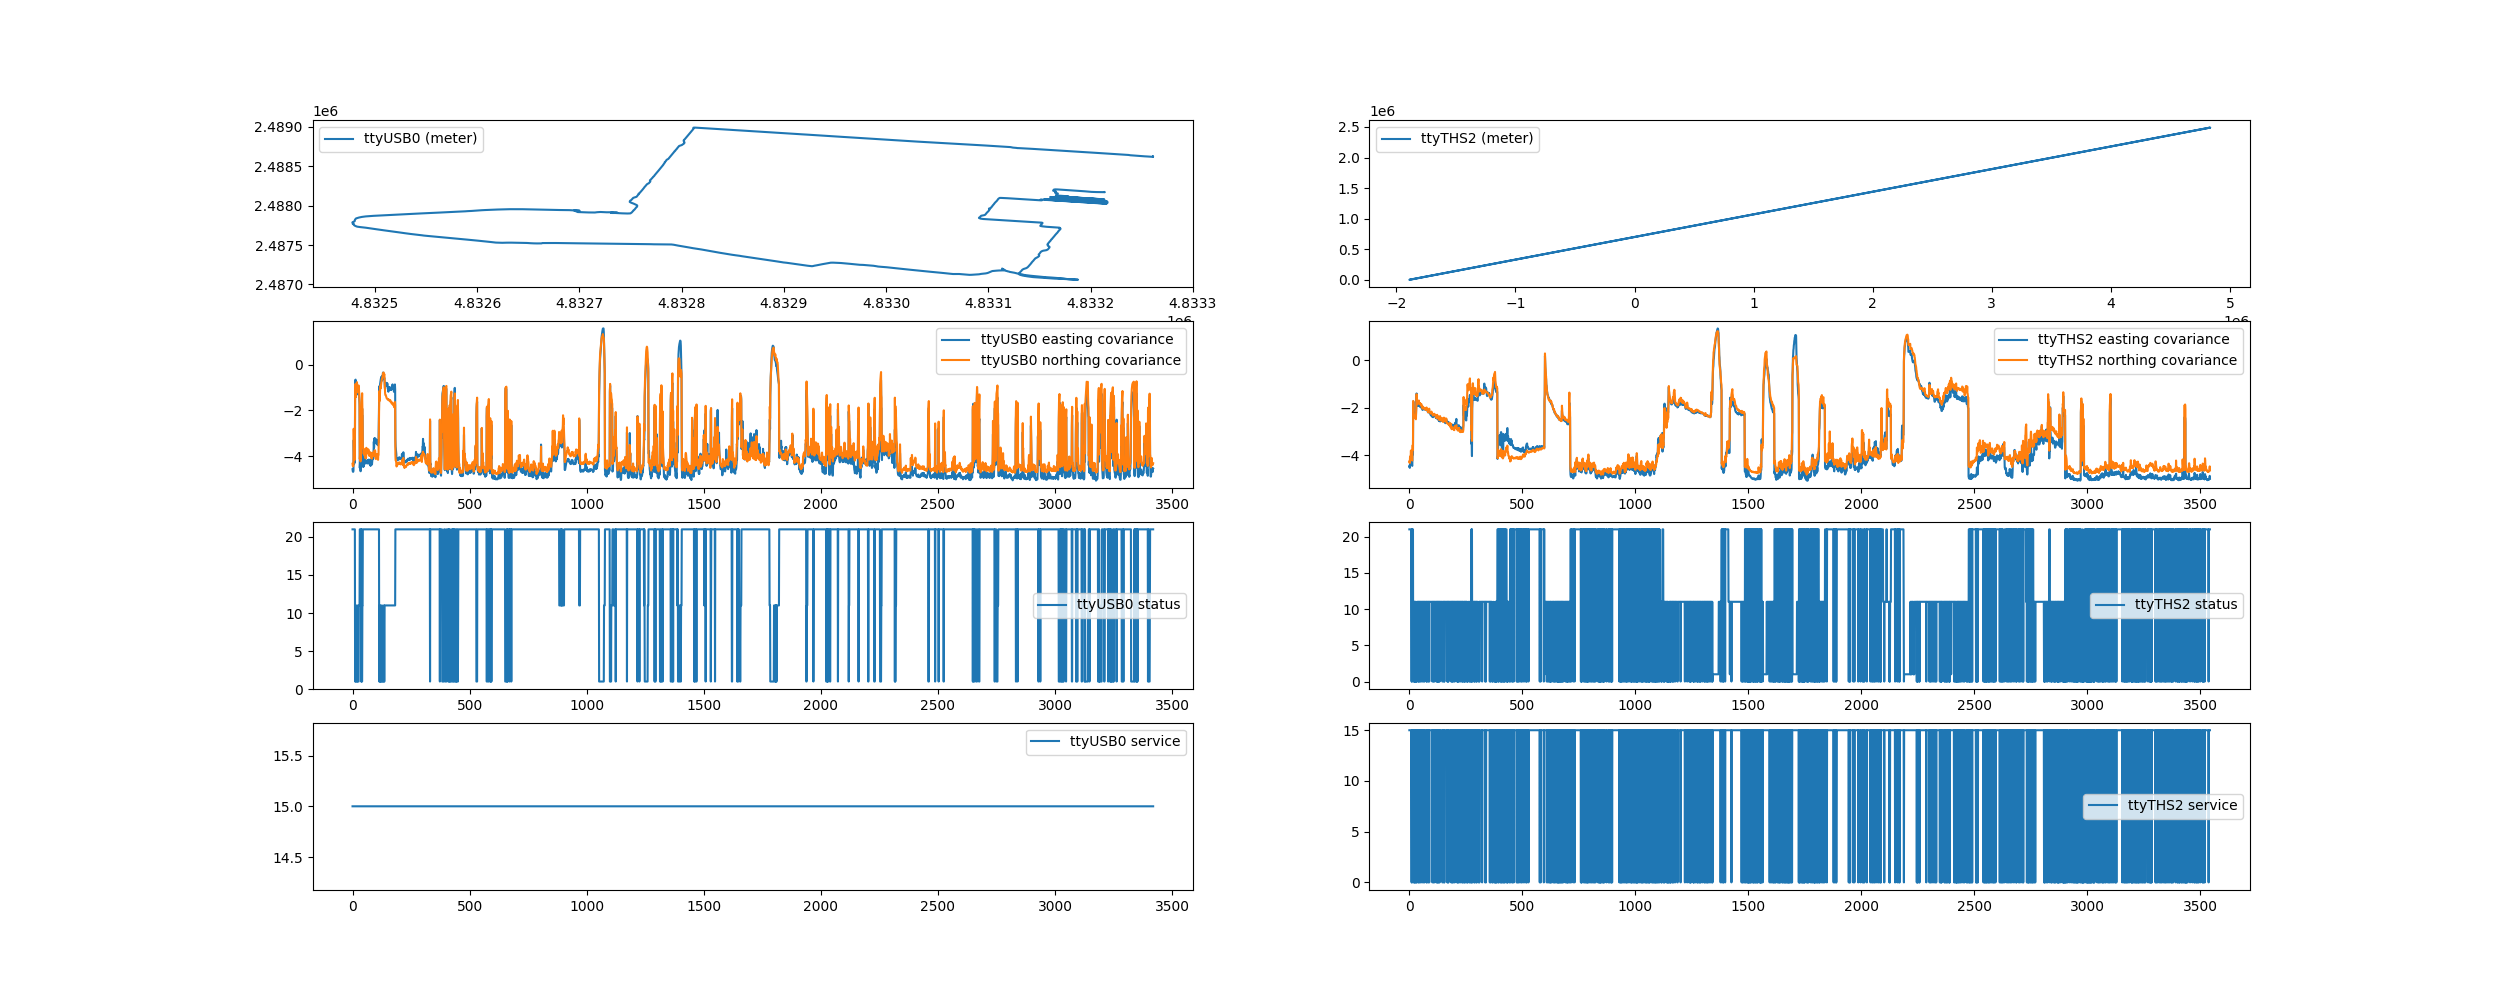 1e6
ttyUSB0 (meter)
2.4890
2.4885
2.4880
2.4875
2.4870
4.8325 4.8326 4.8327 4.8328 4.8329 4.8330 4.8331 4.8332 4.8333
1e6
ttyTHS2 (meter)
2.5
2.0
1.5
1.0
0.5
0.0
−2 −1 0 1 2 3 4 5
ttyUSB0 easting covariance
ttyUSB0 northing covariance
0
−2
−4
0 500 1000 1500 2000 2500 3000 3500
ttyTHS2 easting covariance
ttyTHS2 northing covariance
0
−2
−4
0 500 1000 1500 2000 2500 3000 3500
20
15
10
5
0
ttyUSB0 status
0 500 1000 1500 2000 2500 3000 3500
20
15
10
5
0
ttyTHS2 status
0 500 1000 1500 2000 2500 3000 3500
ttyUSB0 service
15.5
15.0
14.5
0 500 1000 1500 2000 2500 3000 3500
15
10
5
0
ttyTHS2 service
0 500 1000 1500 2000 2500 3000 3500